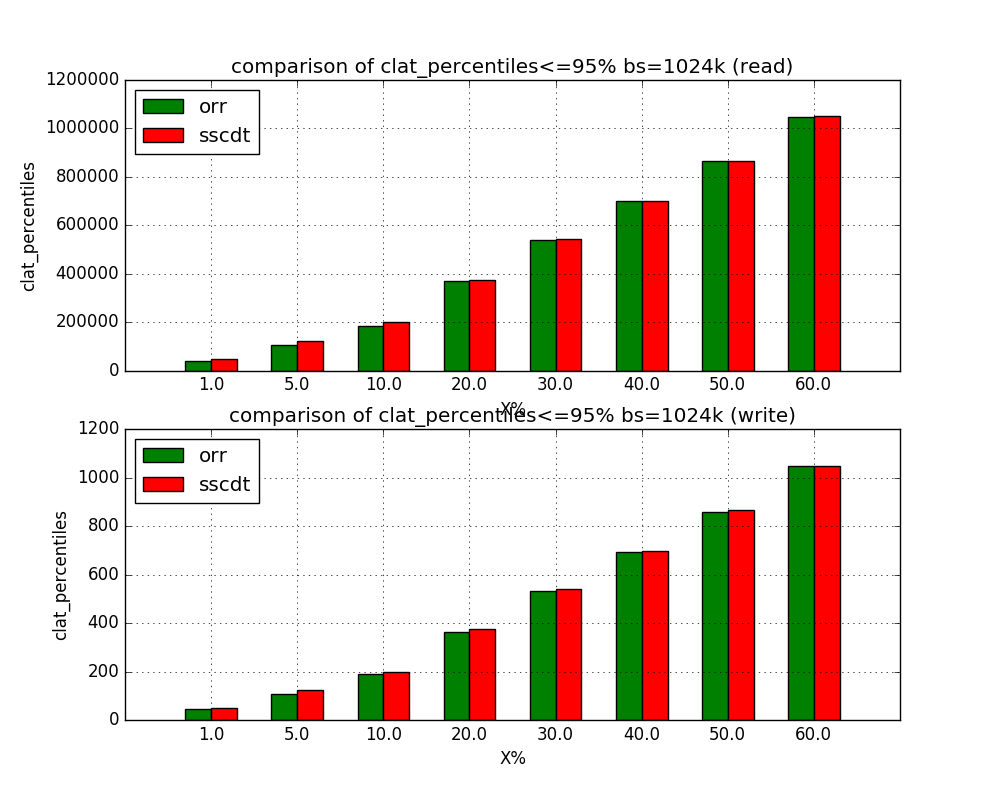 comparison of clat_percentiles<=95% bs=1024k (read)
1200000
1000000
800000
600000
400000
200000
0
clat_percentiles
orr
sscdt
1.0 5.0 10.0 20.0 30.0 40.0 50.0 60.0
X%
comparison of clat_percentiles<=95% bs=1024k (write)
1200
1000
800
600
400
200
0
clat_percentiles
orr
sscdt
1.0 5.0 10.0 20.0 30.0 40.0 50.0 60.0
X%